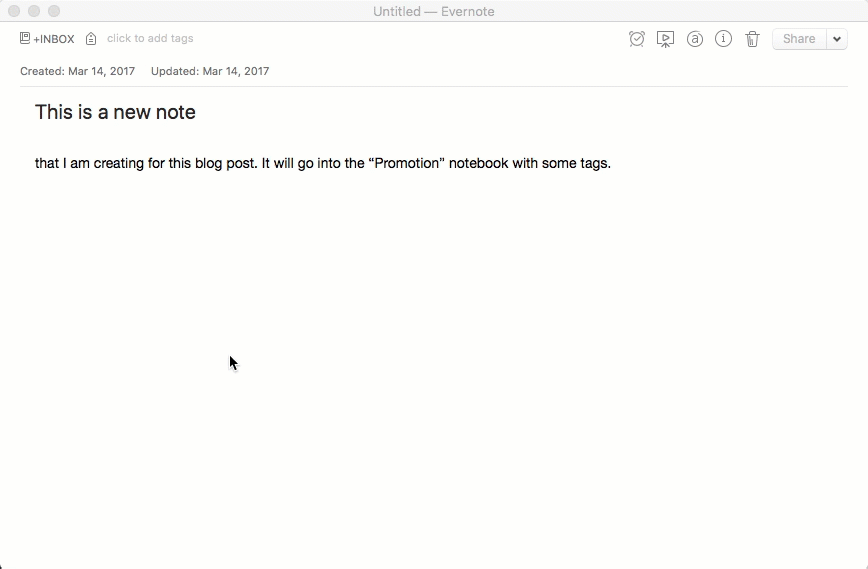 Untitled — Evernote
+INBOX click to add tags Share
Created: Mar 14, 2017 Updated: Mar 14, 2017
This is a new note
that I am creating for this blog post. It will go into the “Promotion” notebook with some tags.